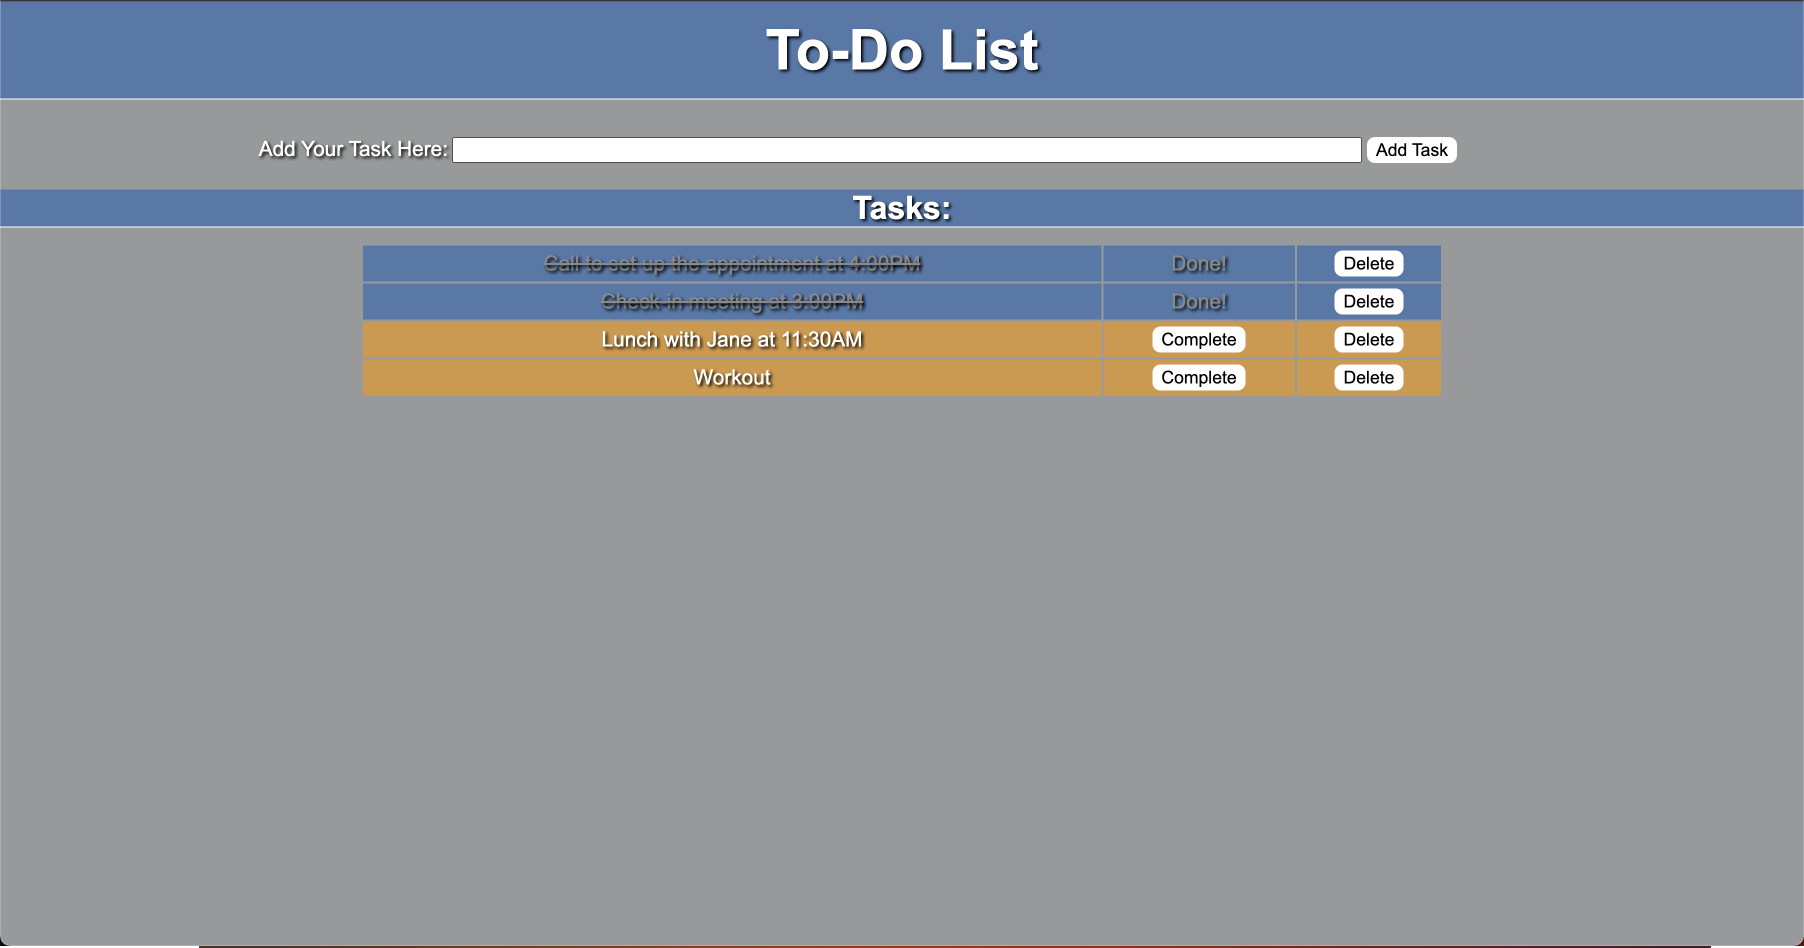 To-Do List
Add Your Task Here: Add Task
Tasks:
Call to set up the appointment at 4:00PM Done! Delete
Check-in meeting at 3:00PM Done! Delete
Lunch with Jane at 11:30AM Complete Delete
Workout Complete Delete